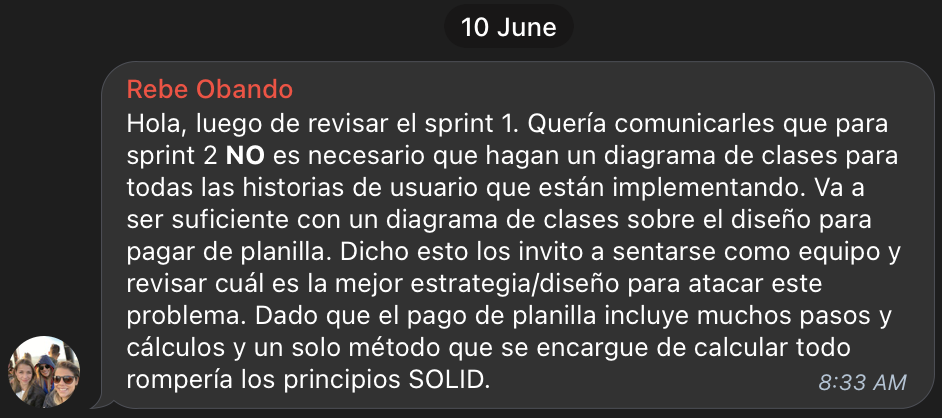 10 June
Rebe Obando
Hola, luego de revisar el sprint 1. Quería comunicarles que para
sprint 2 NO es necesario que hagan un diagrama de clases para
todas las historias de usuario que están implementando. Va a
ser suficiente con un diagrama de clases sobre el diseño para
pagar de planilla. Dicho esto los invito a sentarse como equipo y
revisar cuál es la mejor estrategia/diseño para atacar este
problema. Dado que el pago de planilla incluye muchos pasos y
cálculos y un solo método que se encargue de calcular todo
rompería los principios SOLID.
8:33 AM